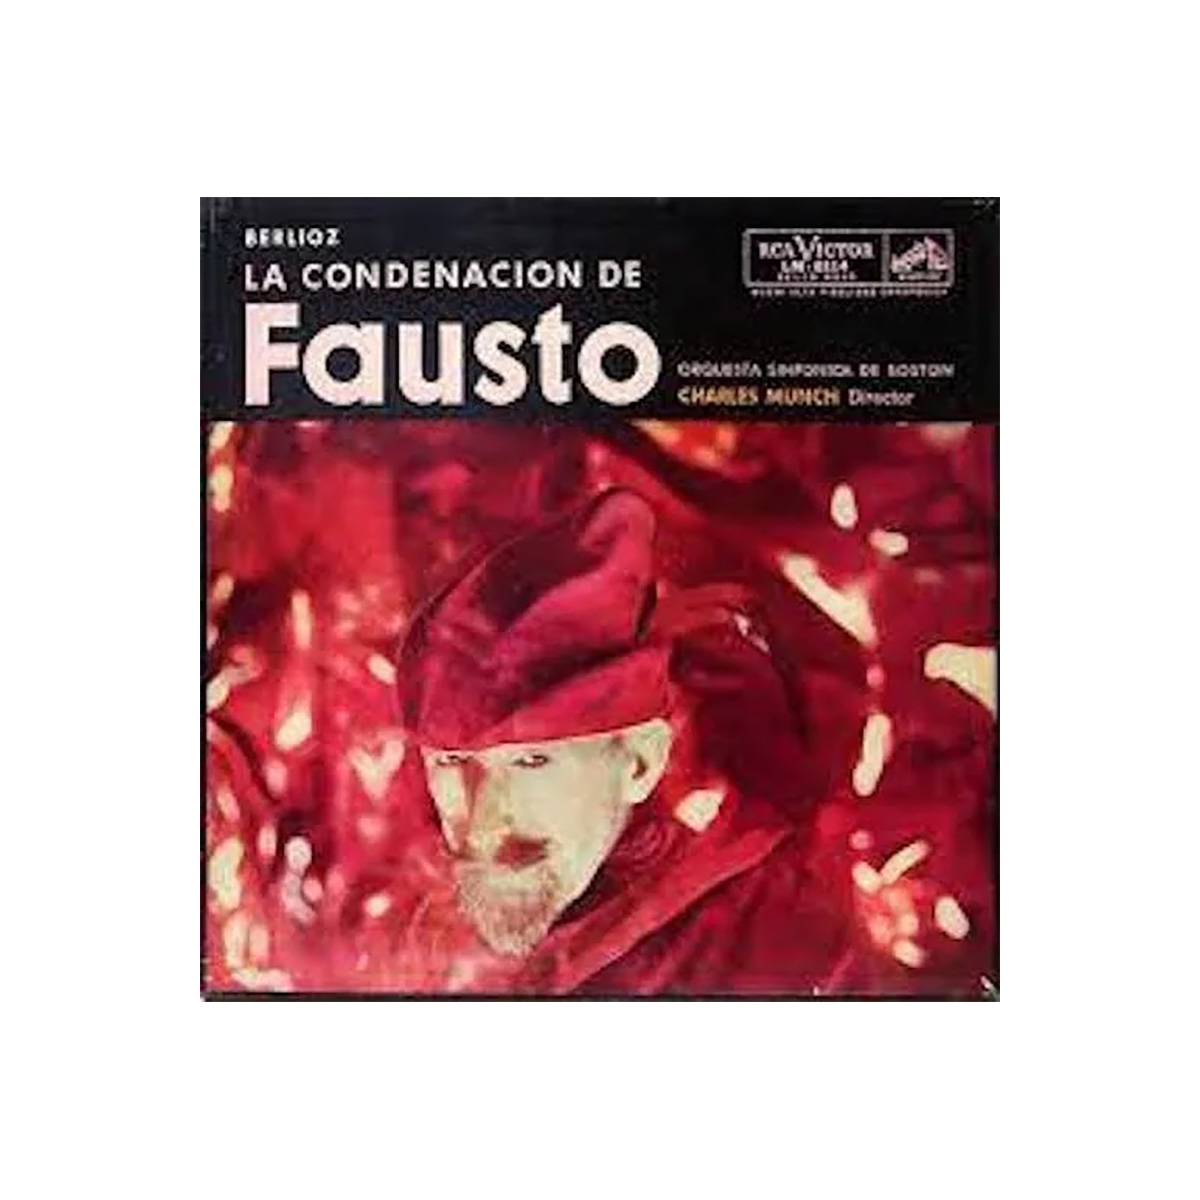 BERLIOZ
LA CONDENACION DE
Fausto
RCA VICTOR
ORQUESTA SINFONICA DE BOSTON
CHARLES MUNCH Director